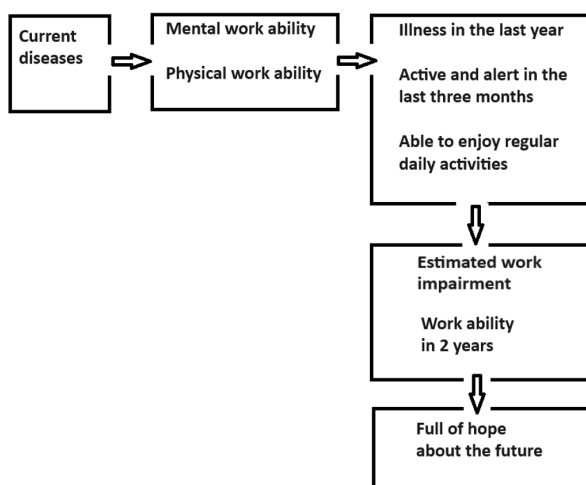 Current
diseases
Mental work ability
Physical work ability
Illness in the last year
Active and alert in the
last three months
Able to enjoy regular
daily activities
Estimated work
impairment
Work ability
in 2 years
Full of hope
about the future